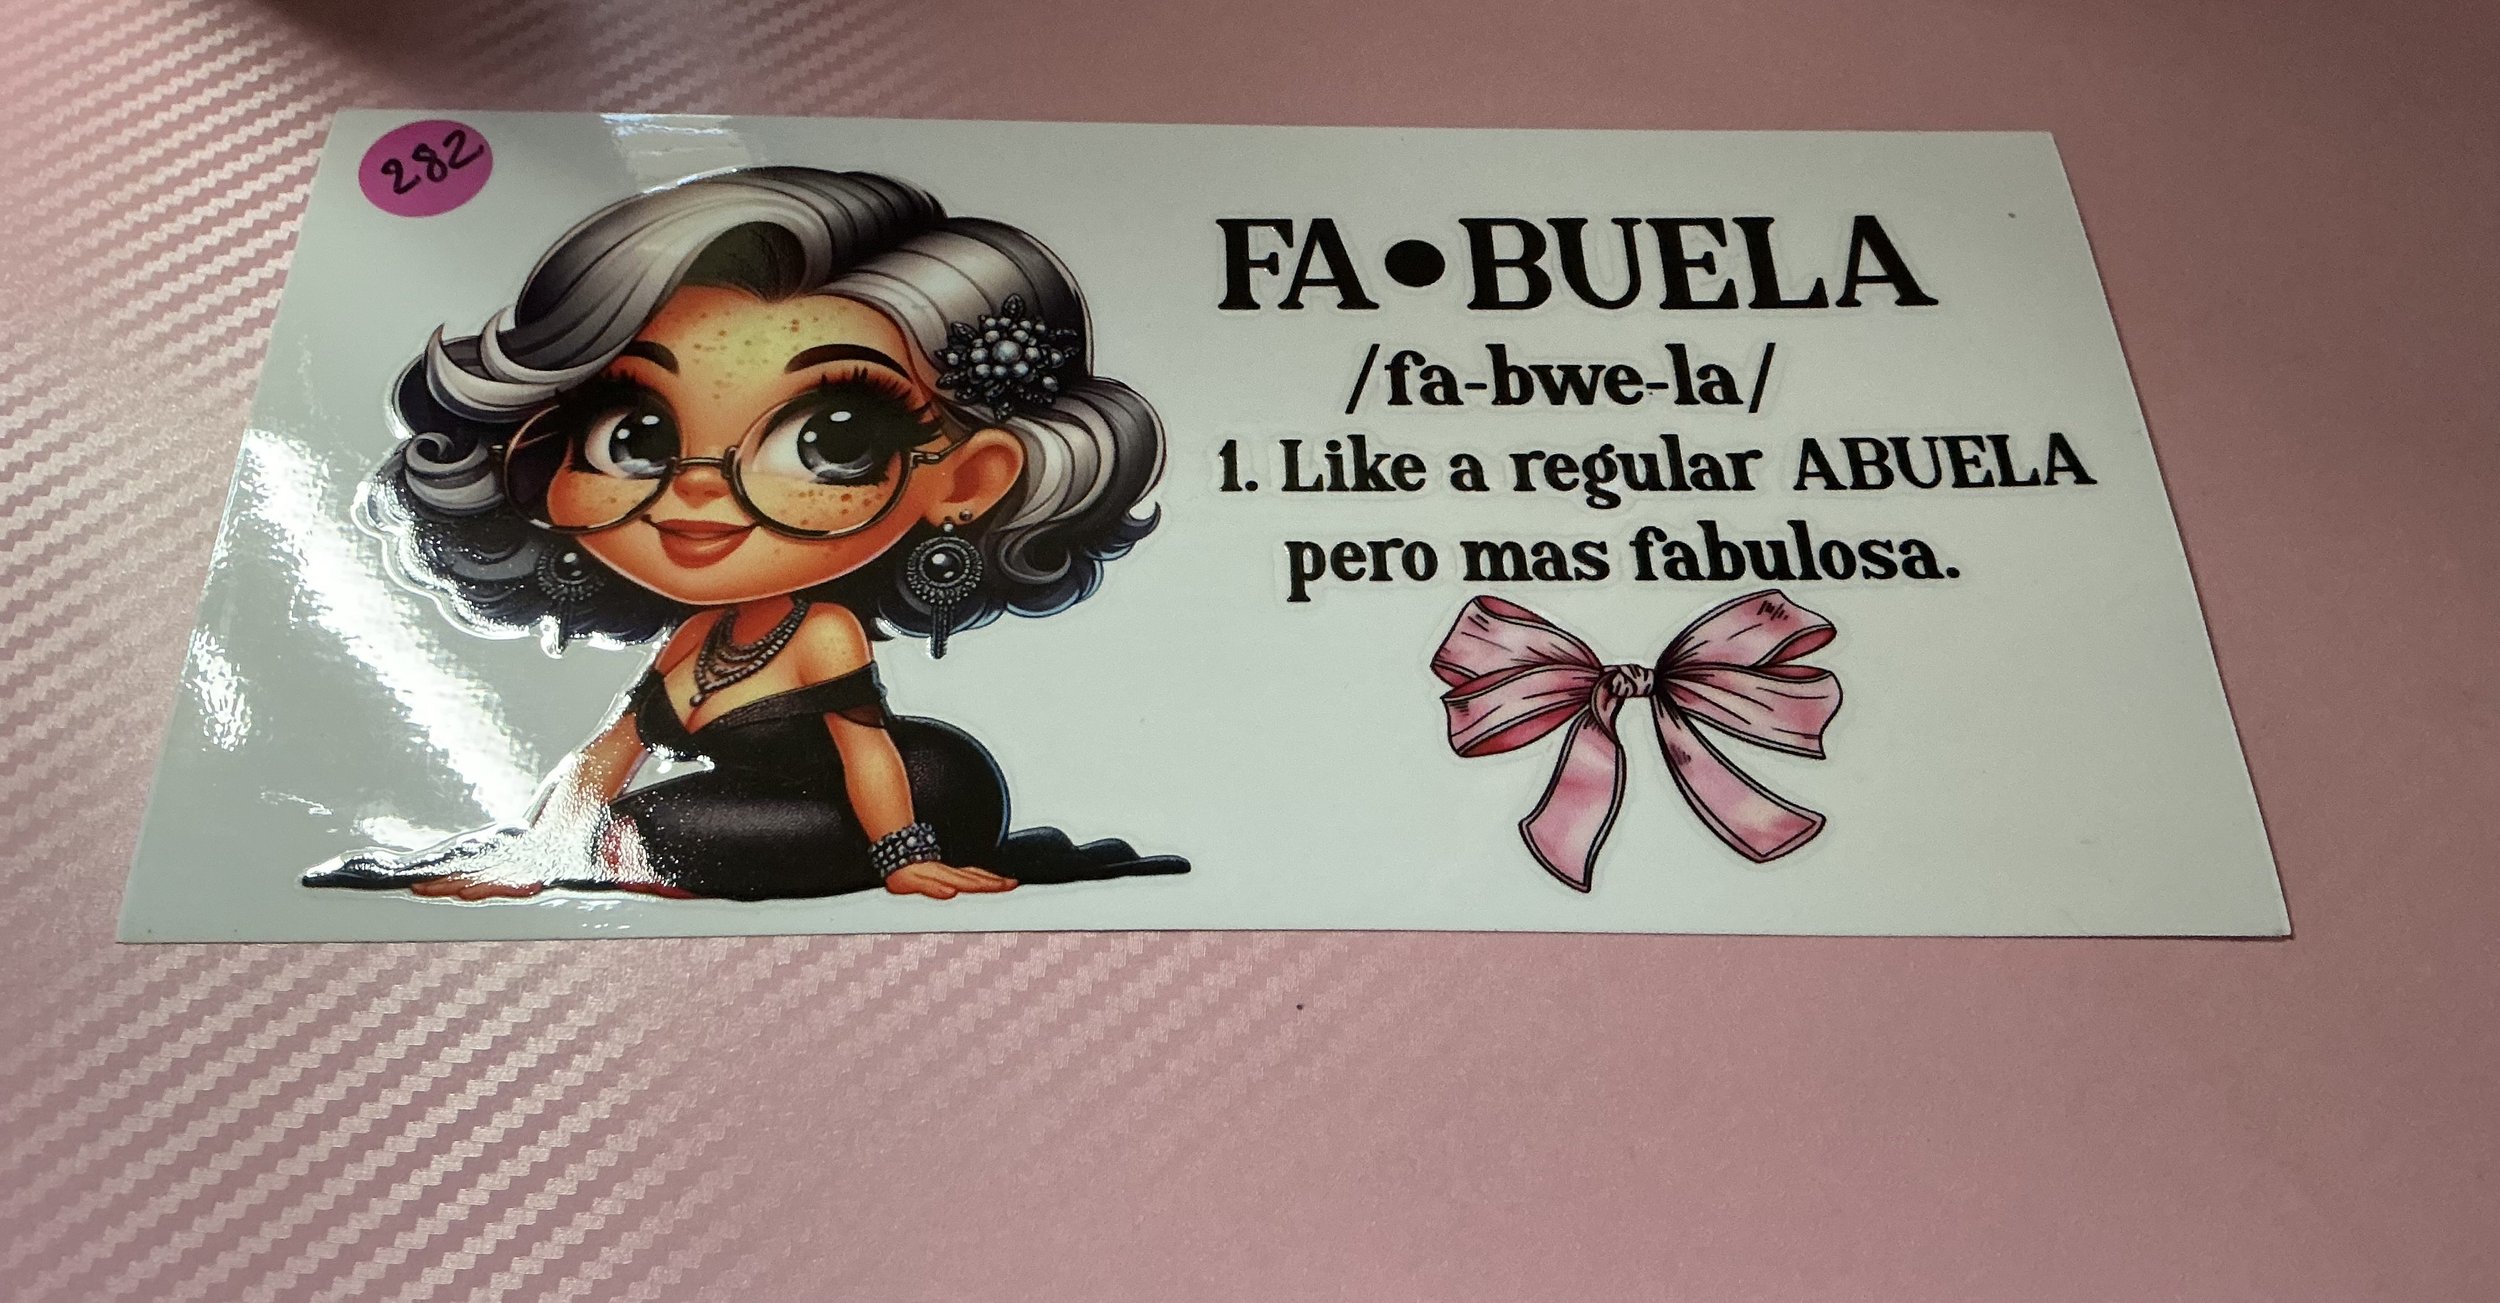 282
FA•BUELA
/fa-bwe-la/
1. Like a regular ABUELA
pero mas fabulosa.